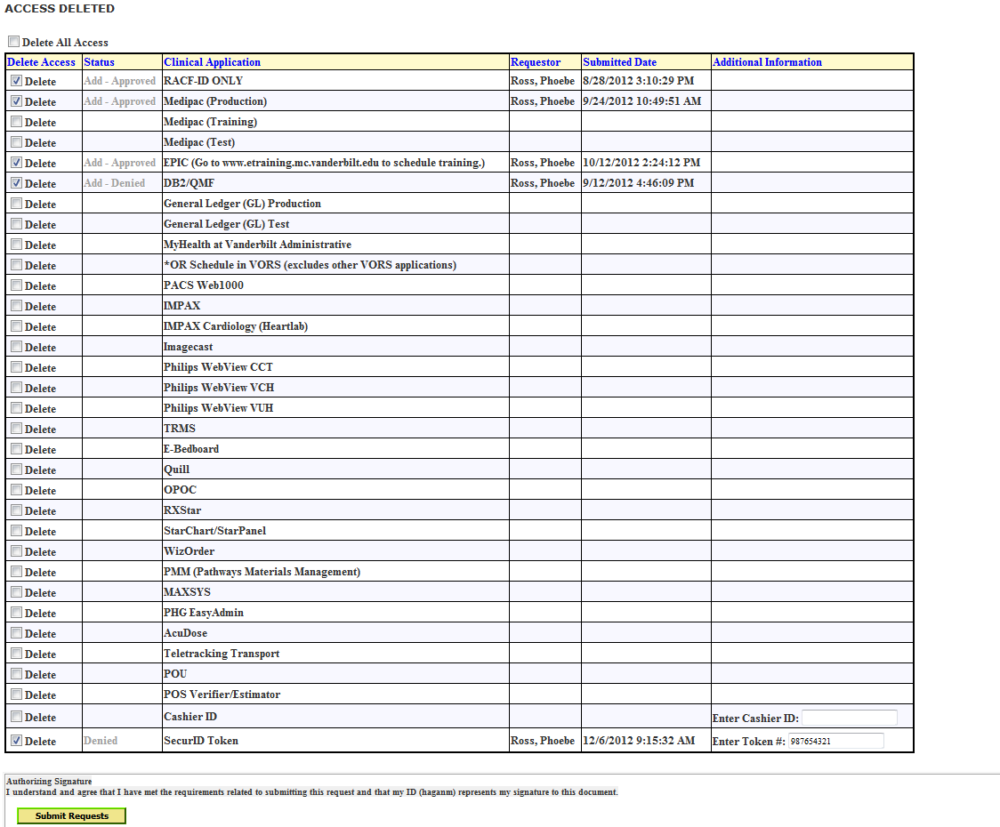 ACCESS DELETED
Delete All Access
Delete Access Status Clinical Application Requestor Submitted Date Additional Information
Delete Add - Approved RACF-ID ONLY Ross, Phoebe 8/28/2012 3:10:29 PM
Delete Add - Approved Medipac (Production) Ross, Phoebe 9/24/2012 10:49:51 AM
Delete Medipac (Training)
Delete Medipac (Test)
Delete Add - Approved EPIC (Go to www.etraining.mc.vanderbilt.edu to schedule training.) Ross, Phoebe 10/12/2012 2:24:12 PM
Delete Add - Denied DB2/QMF Ross, Phoebe 9/12/2012 4:46:09 PM
Delete General Ledger (GL) Production
Delete General Ledger (GL) Test
Delete MyHealth at Vanderbilt Administrative
Delete *OR Schedule in VORS (excludes other VORS applications)
Delete PACS Web1000
Delete IMPAX
Delete IMPAX Cardiology (Heartlab)
Delete Imagecast
Delete Philips WebView CCT
Delete Philips WebView VCH
Delete Philips WebView VUH
Delete TRMS
Delete E-Bedboard
Delete Quill
Delete OPOC
Delete RXStar
Delete StarChart/StarPanel
Delete WizOrder
Delete PMM (Pathways Materials Management)
Delete MAXSYS
Delete PHG EasyAdmin
Delete AcuDose
Delete Teletracking Transport
Delete POU
Delete POS Verifier/Estimator
Delete Cashier ID Enter Cashier ID:
Delete Denied SecurID Token Ross, Phoebe 12/6/2012 9:15:32 AM Enter Token #: 987654321
Authorizing Signature
I understand and agree that I have met the requirements related to submitting this request and that my ID (haganm) represents my signature to this document.
Submit Requests